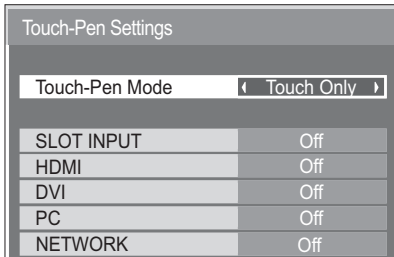 Touch-Pen Settings
Touch-Pen Mode Touch Only
SLOT INPUT Off
HDMI Off
DVI Off
PC Off
NETWORK Off